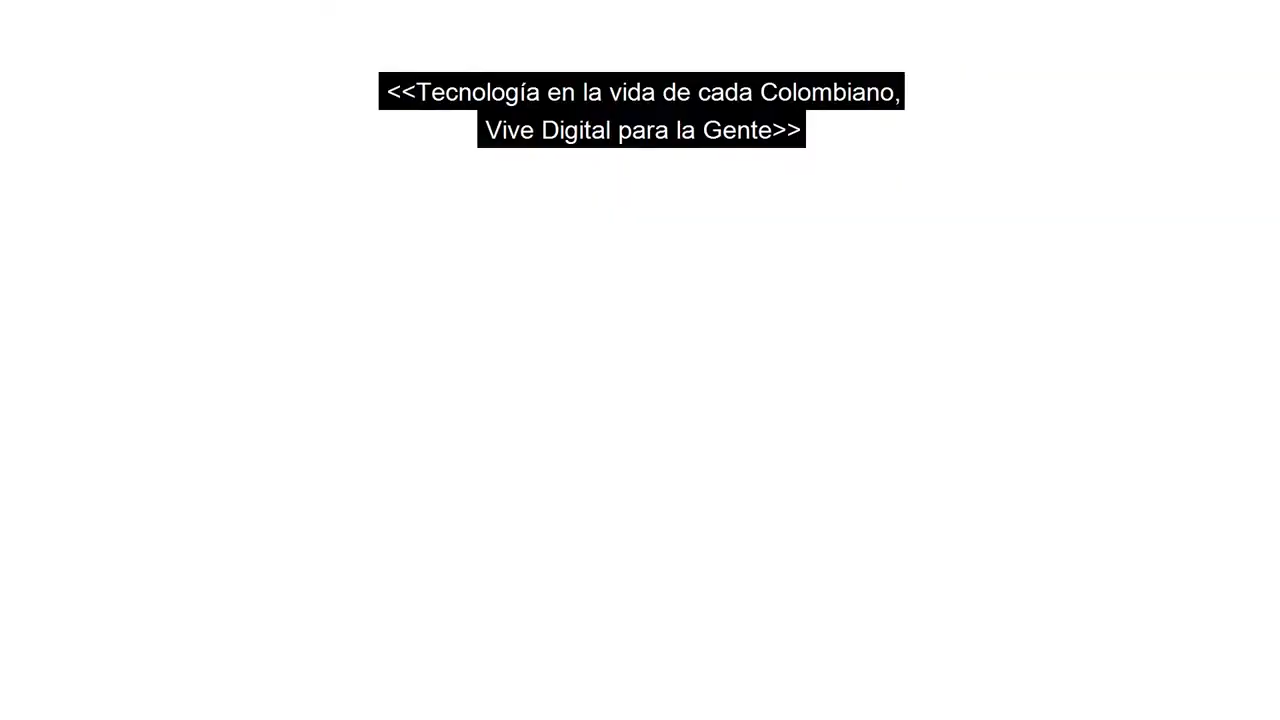 <<Tecnología en la vida de cada Colombiano,
Vive Digital para la Gente>>